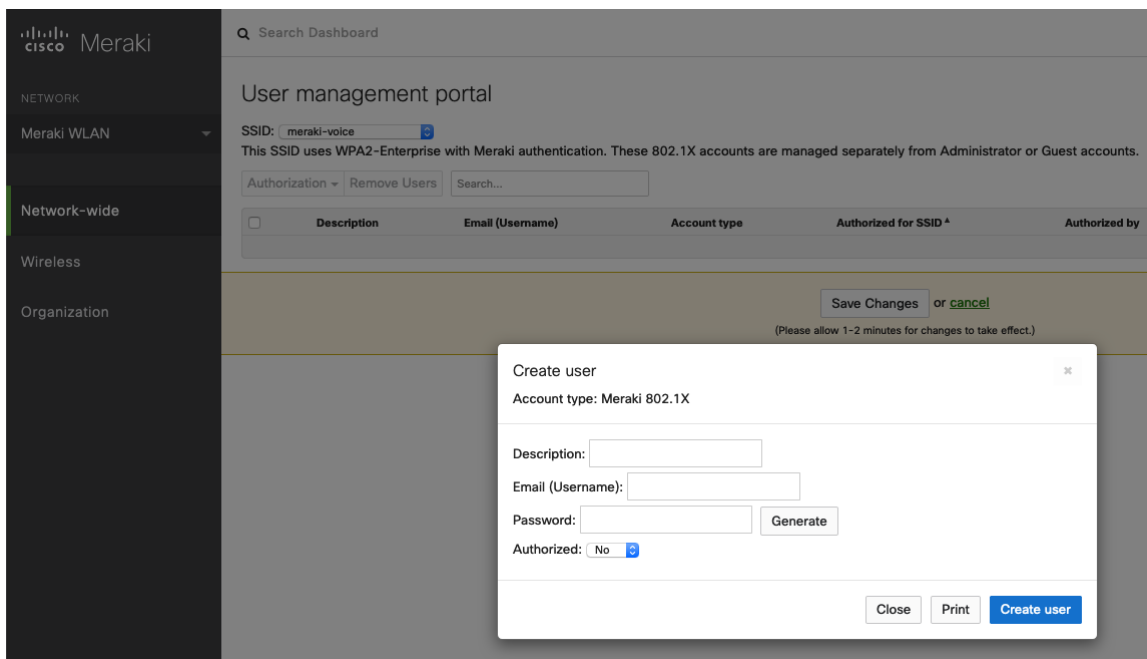 CISCO Meraki
Search Dashboard
NETWORK
Meraki WLAN
Network-wide
Wireless
Organization
User management portal
SSID: meraki-voice
This SSID uses WPA2-Enterprise with Meraki authentication. These 802.1X accounts are managed separately from Administrator or Guest accounts.
Authorization Remove Users Search...
Description Email (Username) Account type Authorized for SSID Authorized by
Save Changes or cancel
(Please allow 1-2 minutes for changes to take effect.)
Create user
Account type: Meraki 802.1X
Description:
Email (Username):
Password: Generate
Authorized: No
Close Print Create user